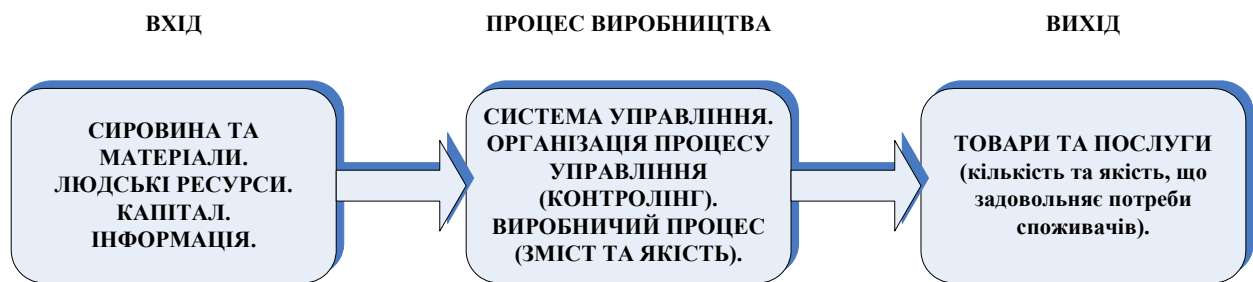 ВХІД
ПРОЦЕС ВИРОБНИЦТВА
ВИХІД
СИРОВИНА ТА
МАТЕРІАЛИ.
ЛЮДСЬКІ РЕСУРСИ.
КАПІТАЛ.
ІНФОРМАЦІЯ.
СИСТЕМА УПРАВЛІННЯ.
ОРГАНІЗАЦІЯ ПРОЦЕСУ
УПРАВЛІННЯ
(КОНТРОЛІНГ).
ВИРОБНИЧИЙ ПРОЦЕС
(ЗМІСТ ТА ЯКІСТЬ).
ТОВАРИ ТА ПОСЛУГИ
(кількість та якість, що
задовольняє потреби
споживачів).